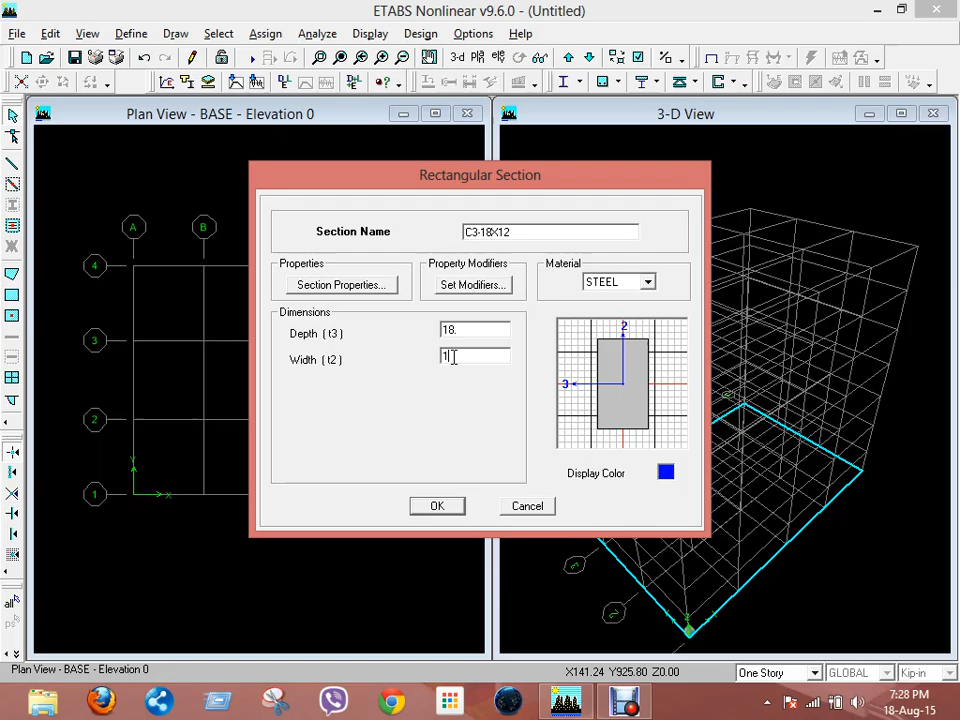 ETABS Nonlinear v9.6.0 - (Untitled)
File Edit View Define Draw Select Assign Analyze Display Design Options Help
3-d
Plan View - BASE - Elevation 0
3-D View
Rectangular Section
Section Name C3-18X12
Properties
Section Properties...
Property Modifiers
Set Modifiers...
Material
STEEL
Dimensions
Depth ( t3 ) 18.
Width ( t2 ) 1
2
3
Display Color
OK
Cancel
A
B
4
3
2
1
Y
X
all
ps
Plan View - BASE - Elevation 0
X141.24 Y925.80 Z0.00
One Story
GLOBAL
Kip-in
7:28 PM
18-Aug-15